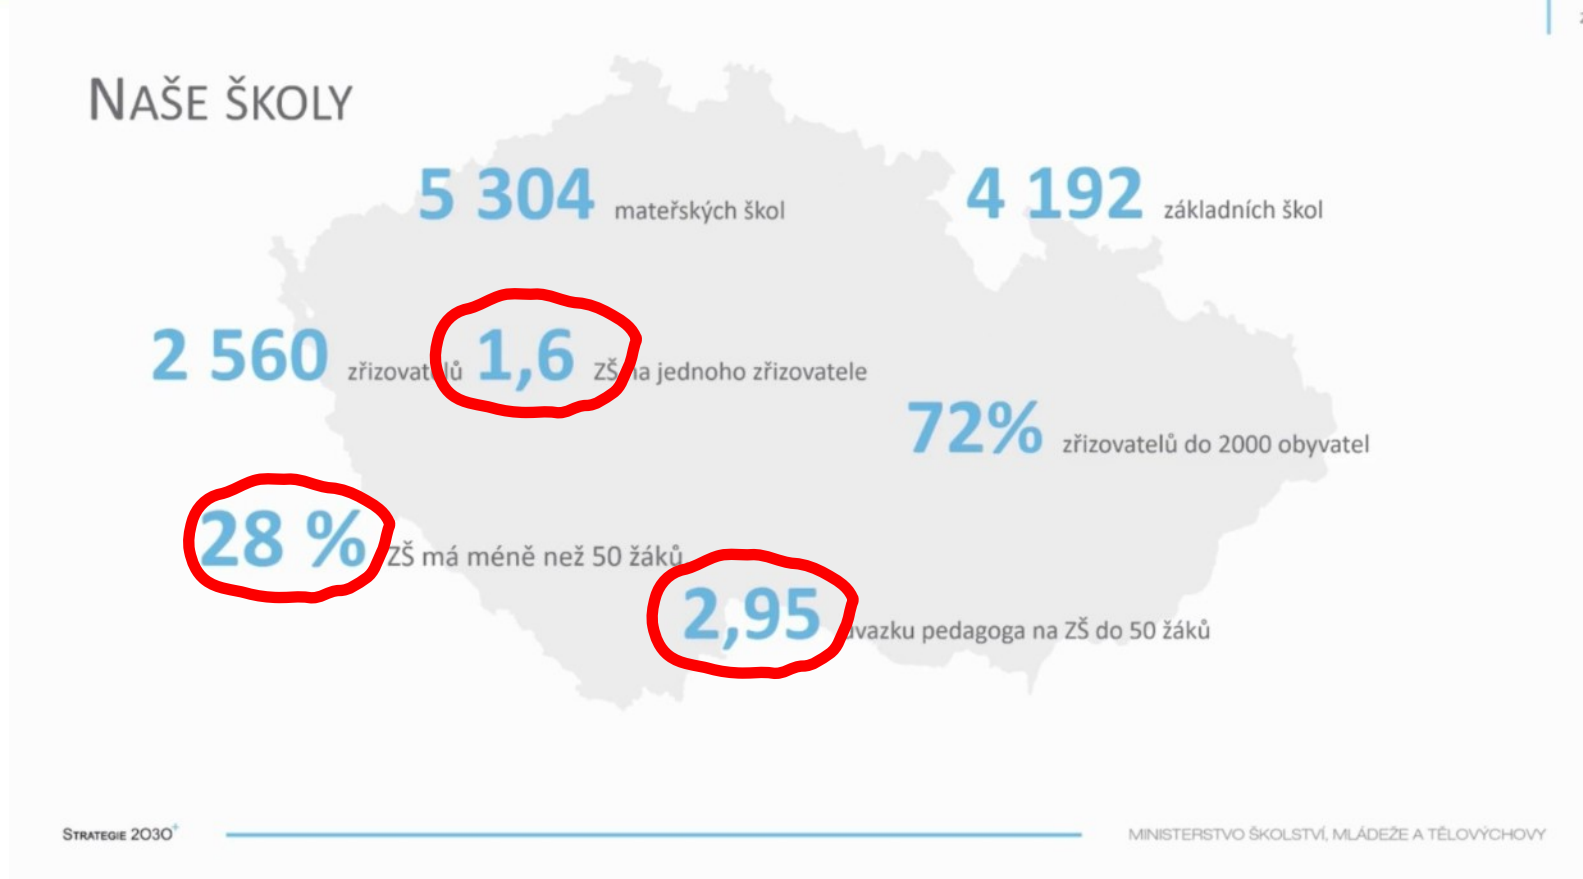 NAŠE ŠKOLY
5 304 mateřských škol
4 192 základních škol
2 560 zřizovatelů 1,6 ZŠ na jednoho zřizovatele
72% zřizovatelů do 2000 obyvatel
28 % ZŠ má méně než 50 žáků
2,95 úvazku pedagoga na ZŠ do 50 žáků
STRATEGIE 2030+
MINISTERSTVO ŠKOLSTVÍ, MLÁDEŽE A TĚLOVÝCHOVY